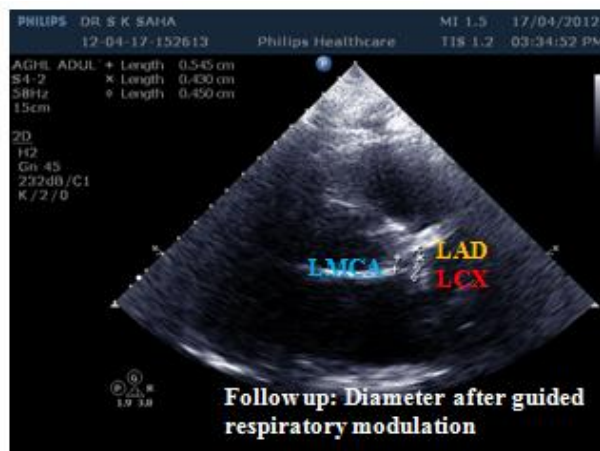 PHILIPS DR S K SAHA MI 1.5 17/04/2012
12-04-17-152613 Philips Healthcare TIS 1.2 03:34:52 PM
AGHL ADUL + Length 0.545 cm
S4-2 × Length 0.430 cm
58Hz ⋄ Length 0.450 cm
15cm
2D
H2
Gn 45
232dB/C1
K/2/0
P
LAD
LMCA
LCX
P G R
1.9 3.8
Follow up: Diameter after guided
respiratory modulation